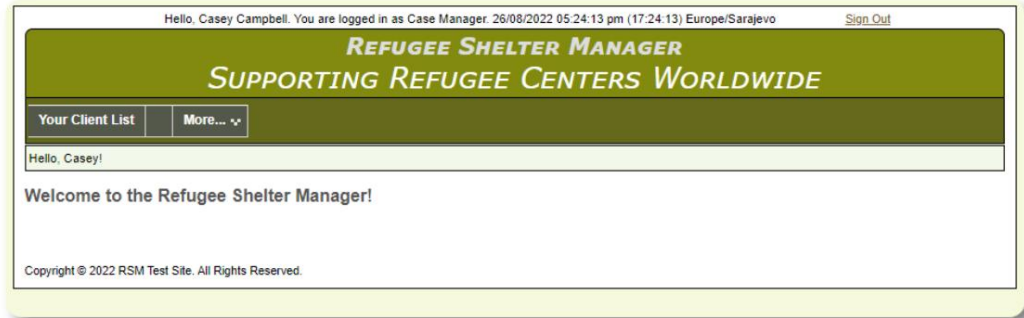 Hello, Casey Campbell. You are logged in as Case Manager. 26/08/2022 05:24:13 pm (17:24:13) Europe/Sarajevo Sign Out
Refugee Shelter Manager
Supporting Refugee Centers Worldwide
Your Client List More...
Hello, Casey!
Welcome to the Refugee Shelter Manager!
Copyright © 2022 RSM Test Site. All Rights Reserved.